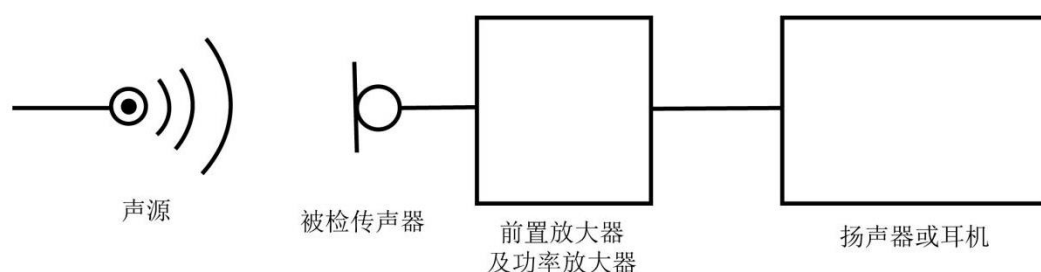 声源
被检传声器
前置放大器
及功率放大器
扬声器或耳机